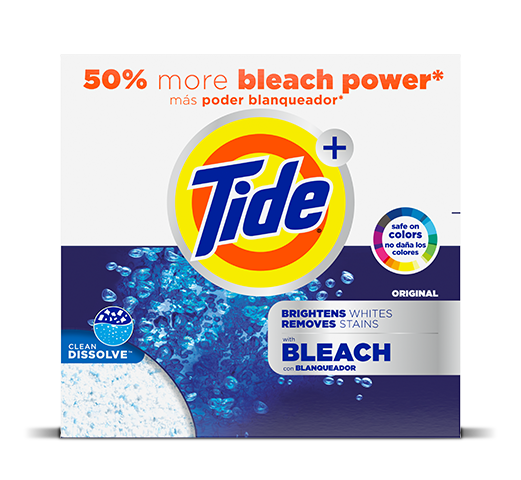 50% more bleach power*
más poder blanqueador*
Tide®
+
safe on
colors
no daña los
colores
ORIGINAL
BRIGHTENS WHITES
REMOVES STAINS
with
BLEACH
con BLANQUEADOR
CLEAN
DISSOLVE™